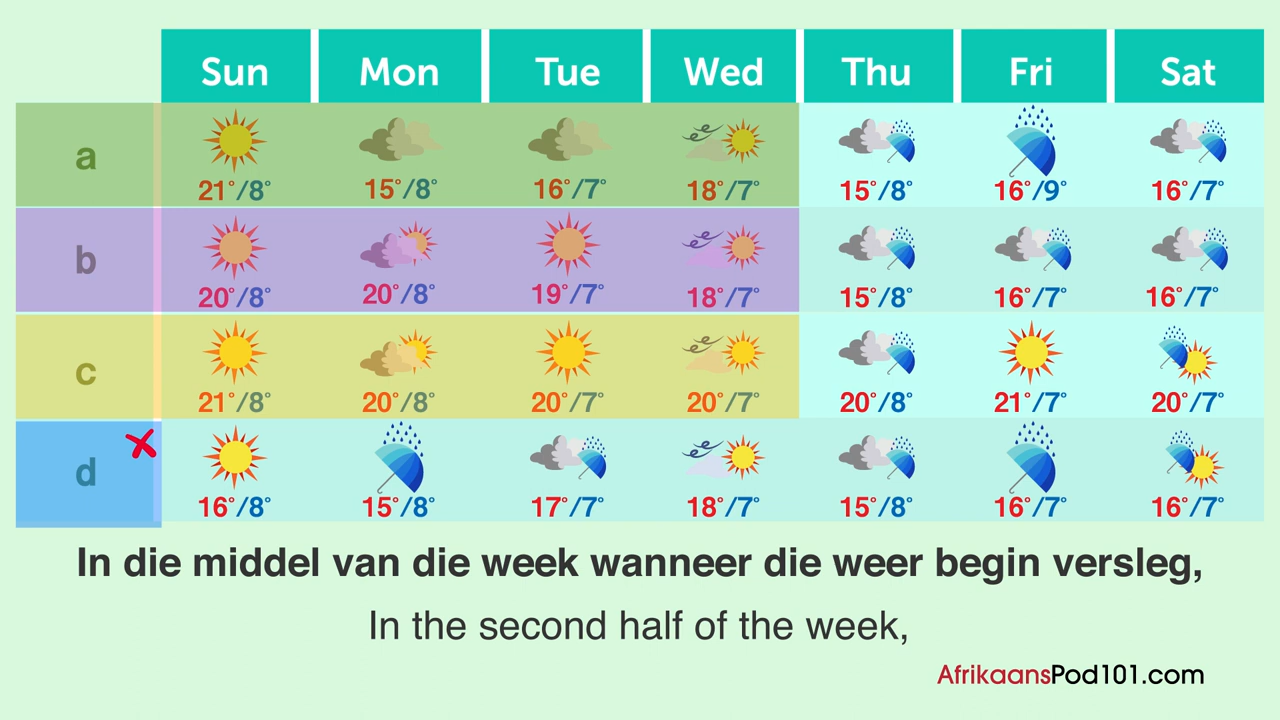 Sun Mon Tue Wed Thu Fri Sat
a
21°/8° 15°/8° 16°/7° 18°/7° 15°/8° 16°/9° 16°/7°
b
20°/8° 20°/8° 19°/7° 18°/7° 15°/8° 16°/7° 16°/7°
c
21°/8° 20°/8° 20°/7° 20°/7° 20°/8° 21°/7° 20°/7°
d
16°/8° 15°/8° 17°/7° 18°/7° 15°/8° 16°/7° 16°/7°
In die middel van die week wanneer die weer begin versleg,
In the second half of the week,
AfrikaansPod101.com